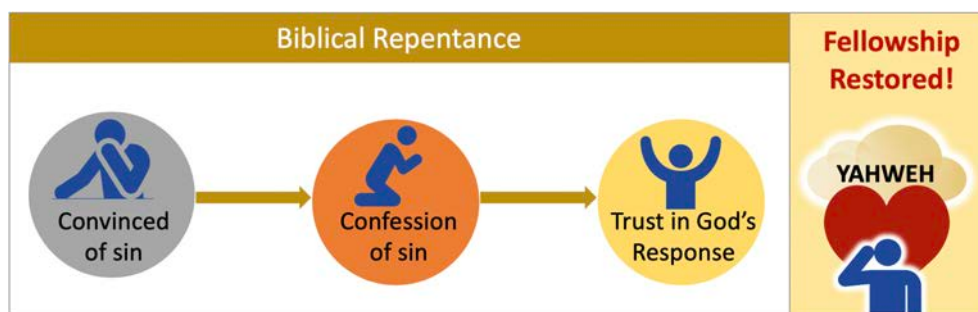 Biblical Repentance
Convinced
of sin
Confession
of sin
Trust in God's
Response
Fellowship
Restored!
YAHWEH